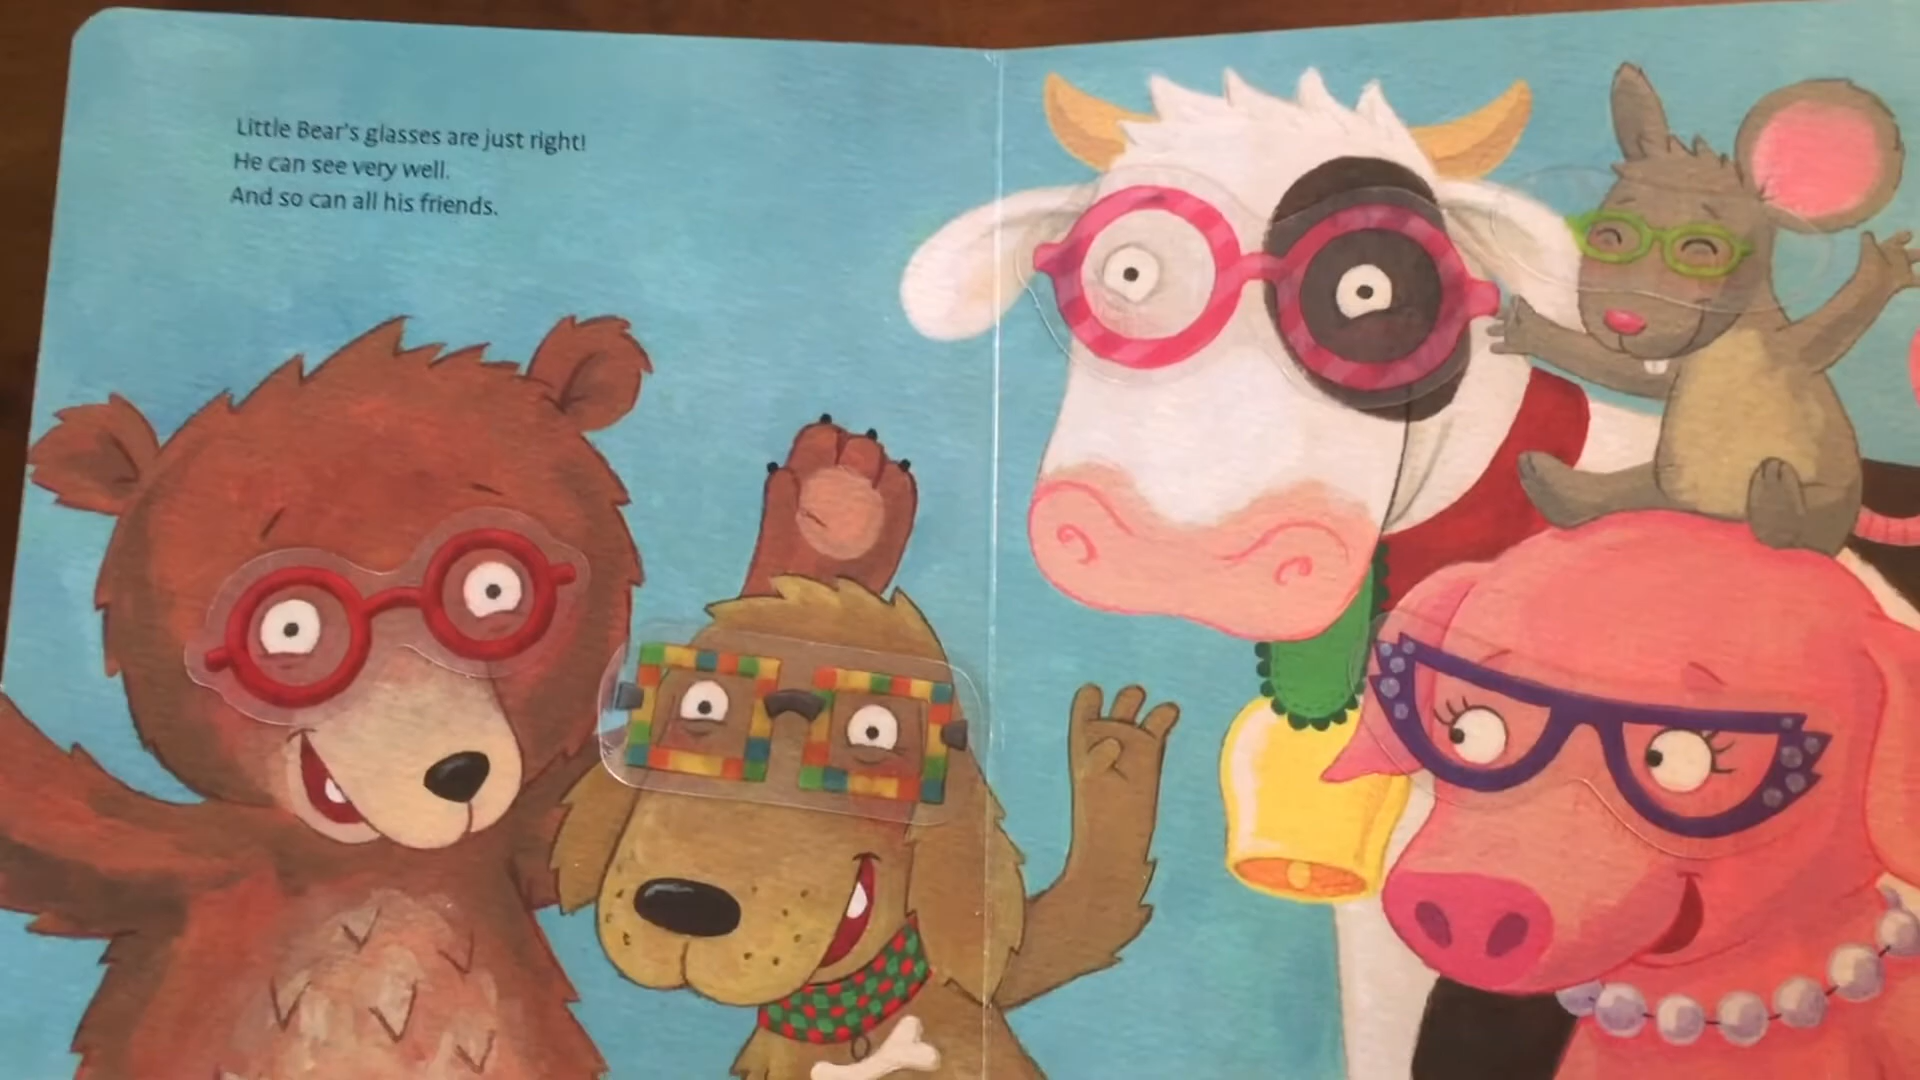 Little Bear's glasses are just right!
He can see very well.
And so can all his friends.